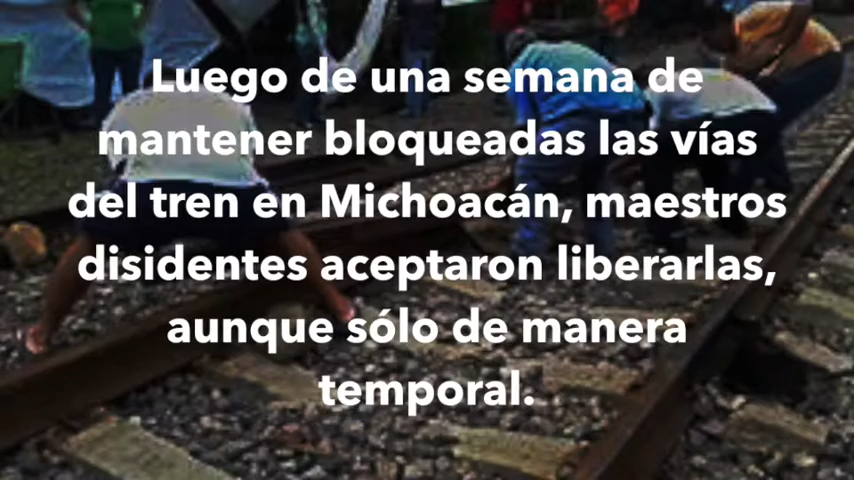 Luego de una semana de
mantener bloqueadas las vías
del tren en Michoacán, maestros
disidentes aceptaron liberarlas,
aunque sólo de manera
temporal.